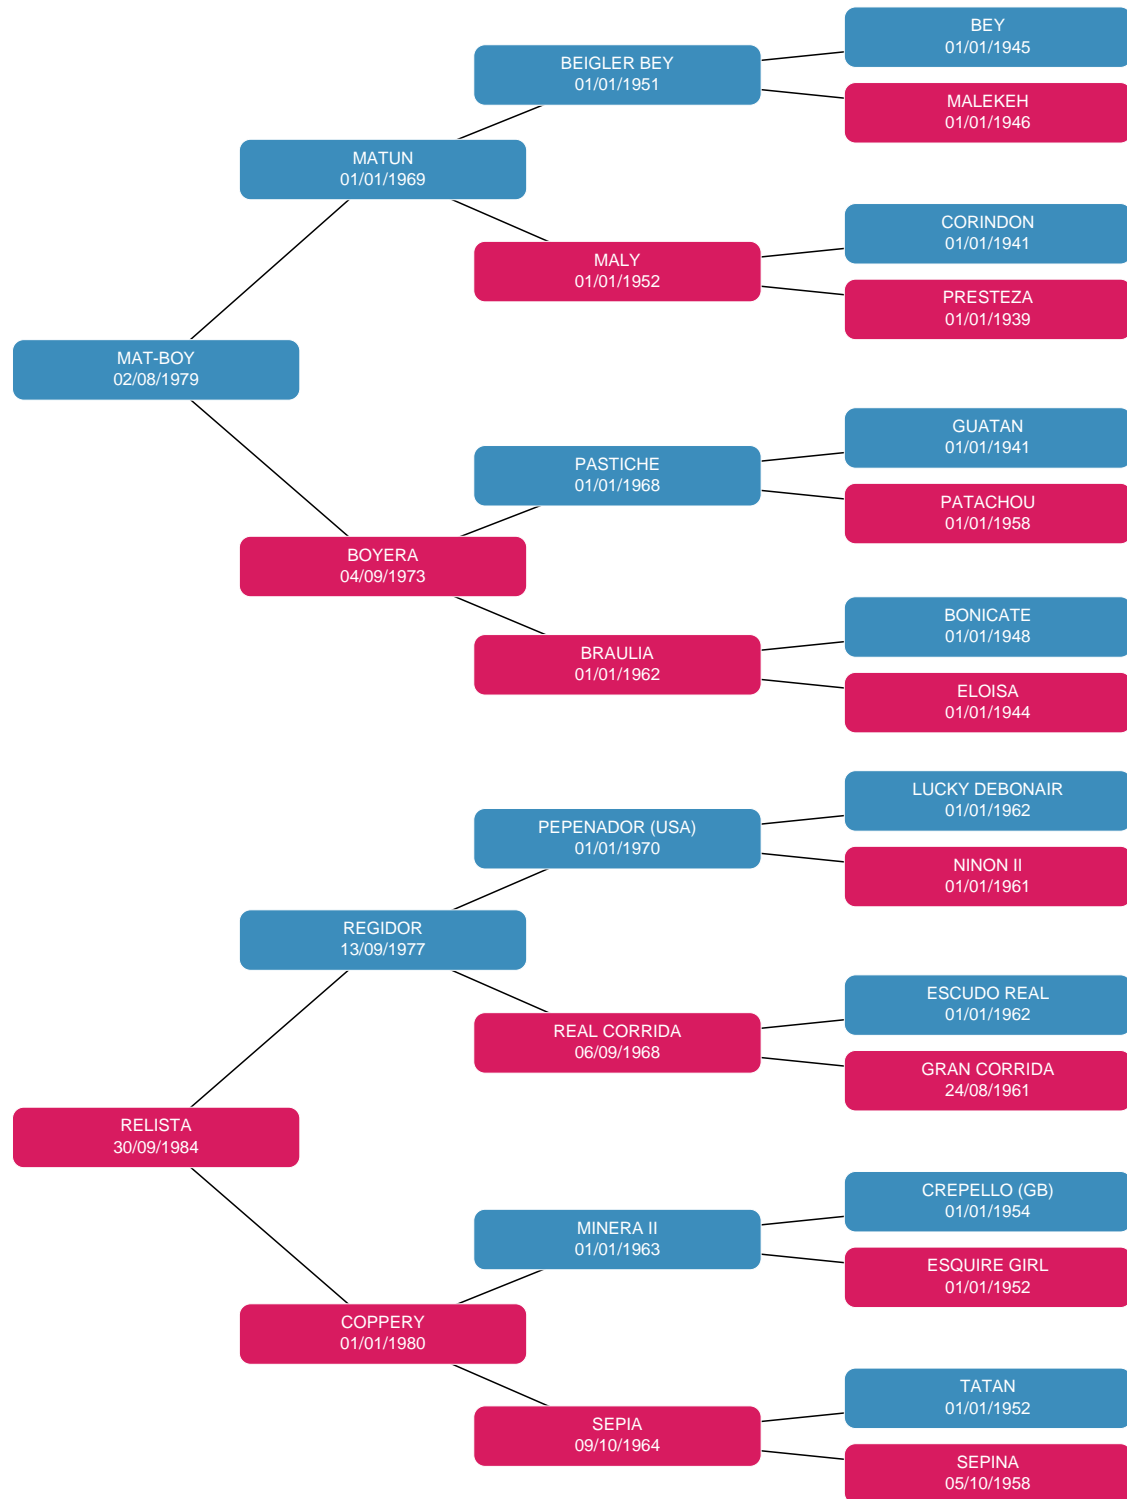 BEY
01/01/1945
BEIGLER BEY
01/01/1951
MALEKEH
01/01/1946
MATUN
01/01/1969
CORINDON
01/01/1941
MALY
01/01/1952
PRESTEZA
01/01/1939
MAT-BOY
02/08/1979
GUATAN
01/01/1941
PASTICHE
01/01/1968
PATACHOU
01/01/1958
BOYERA
04/09/1973
BONICATE
01/01/1948
BRAULIA
01/01/1962
ELOISA
01/01/1944
LUCKY DEBONAIR
01/01/1962
PEPENADOR (USA)
01/01/1970
NINON II
01/01/1961
REGIDOR
13/09/1977
ESCUDO REAL
01/01/1962
REAL CORRIDA
06/09/1968
GRAN CORRIDA
24/08/1961
RELISTA
30/09/1984
CREPELLO (GB)
01/01/1954
MINERA II
01/01/1963
ESQUIRE GIRL
01/01/1952
COPPERY
01/01/1980
TATAN
01/01/1952
SEPIA
09/10/1964
SEPINA
05/10/1958